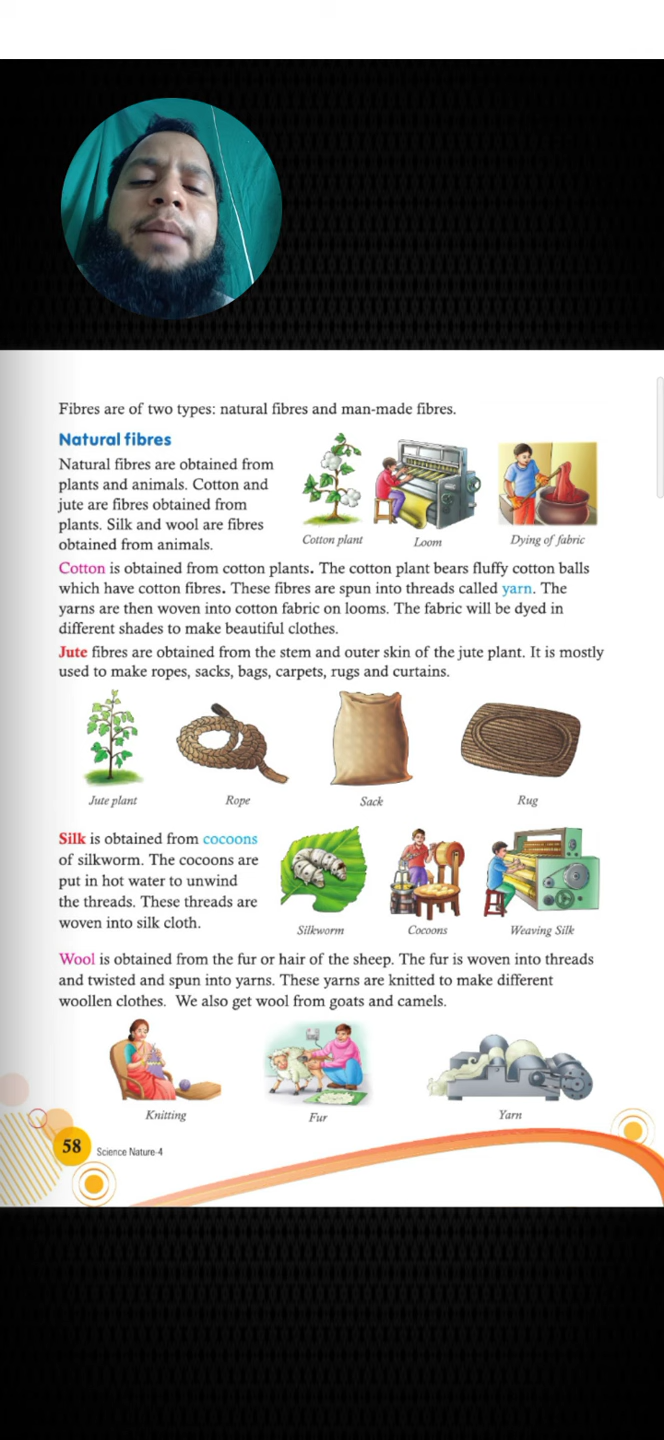 Fibres are of two types: natural fibres and man-made fibres.
Natural fibres
Natural fibres are obtained from
plants and animals. Cotton and
jute are fibres obtained from
plants. Silk and wool are fibres
obtained from animals.
Cotton plant
Loom
Dying of fabric
Cotton is obtained from cotton plants. The cotton plant bears fluffy cotton balls
which have cotton fibres. These fibres are spun into threads called yarn. The
yarns are then woven into cotton fabric on looms. The fabric will be dyed in
different shades to make beautiful clothes.
Jute fibres are obtained from the stem and outer skin of the jute plant. It is mostly
used to make ropes, sacks, bags, carpets, rugs and curtains.
Jute plant
Rope
Sack
Rug
Silk is obtained from cocoons
of silkworm. The cocoons are
put in hot water to unwind
the threads. These threads are
woven into silk cloth.
Silkworm
Cocoons
Weaving Silk
Wool is obtained from the fur or hair of the sheep. The fur is woven into threads
and twisted and spun into yarns. These yarns are knitted to make different
woollen clothes. We also get wool from goats and camels.
Knitting
Fur
Yarn
58
Science Nature-4